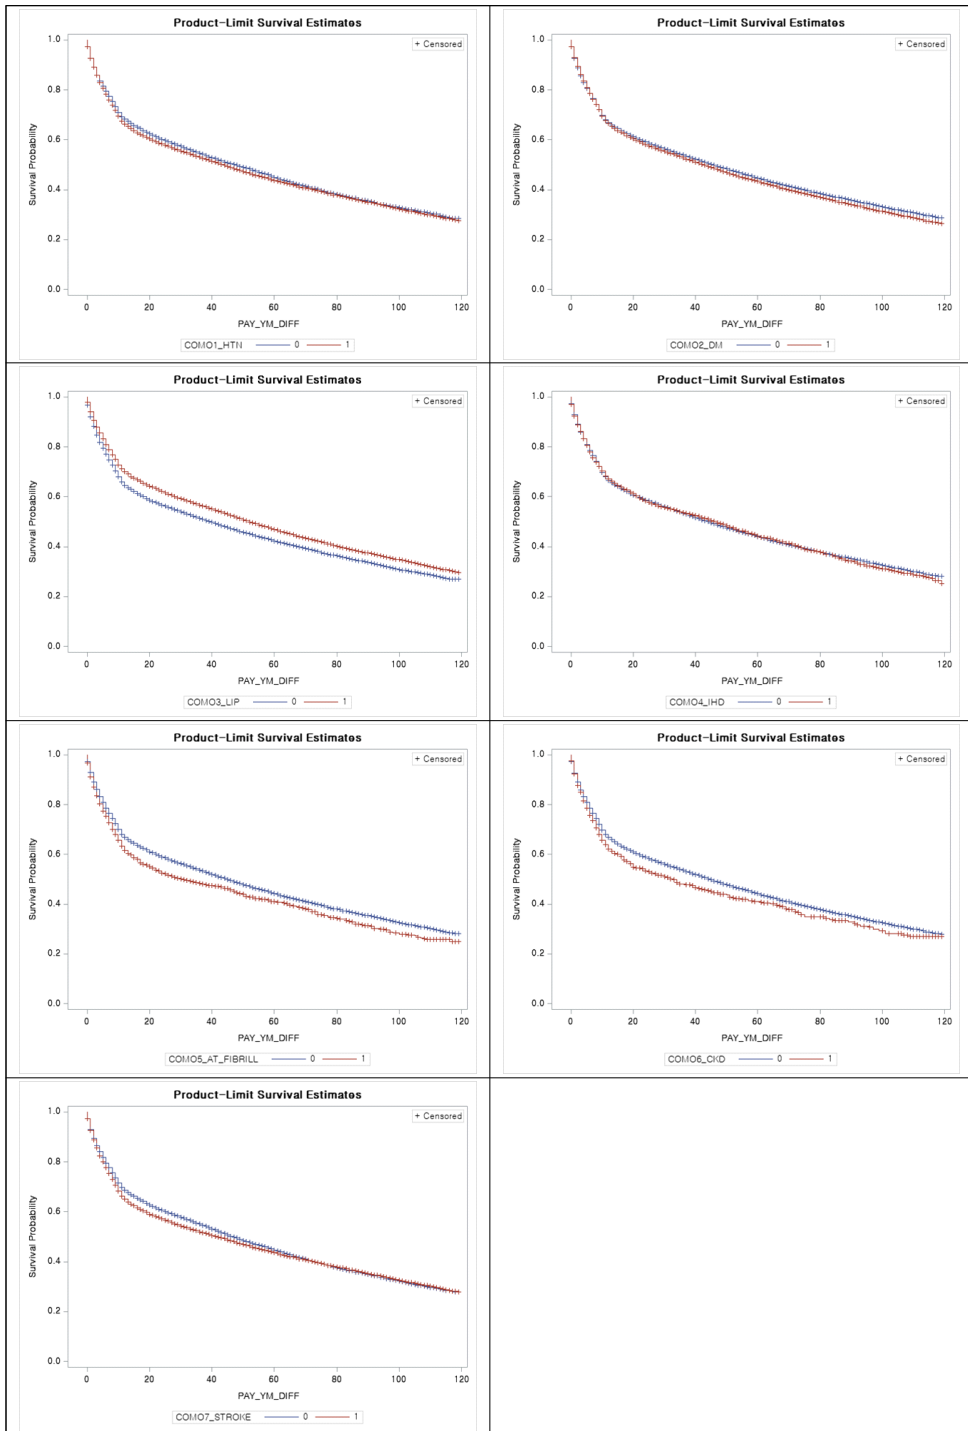 Product-Limit Survival Estimates
+ Censored
1.0
0.8
0.6
0.4
0.2
0.0
Survival Probability
0 20 40 60 80 100 120
PAY_YM_DIFF
COMO1_HTN 0 1
Product-Limit Survival Estimates
+ Censored
1.0
0.8
0.6
0.4
0.2
0.0
Survival Probability
0 20 40 60 80 100 120
PAY_YM_DIFF
COMO2_DM 0 1
Product-Limit Survival Estimates
+ Censored
1.0
0.8
0.6
0.4
0.2
0.0
Survival Probability
0 20 40 60 80 100 120
PAY_YM_DIFF
COMO3_LIP 0 1
Product-Limit Survival Estimates
+ Censored
1.0
0.8
0.6
0.4
0.2
0.0
Survival Probability
0 20 40 60 80 100 120
PAY_YM_DIFF
COMO4_IHD 0 1
Product-Limit Survival Estimates
+ Censored
1.0
0.8
0.6
0.4
0.2
0.0
Survival Probability
0 20 40 60 80 100 120
PAY_YM_DIFF
COMO5_AT_FIBRILL 0 1
Product-Limit Survival Estimates
+ Censored
1.0
0.8
0.6
0.4
0.2
0.0
Survival Probability
0 20 40 60 80 100 120
PAY_YM_DIFF
COMO6_CKD 0 1
Product-Limit Survival Estimates
+ Censored
1.0
0.8
0.6
0.4
0.2
0.0
Survival Probability
0 20 40 60 80 100 120
PAY_YM_DIFF
COMO7_STROKE 0 1